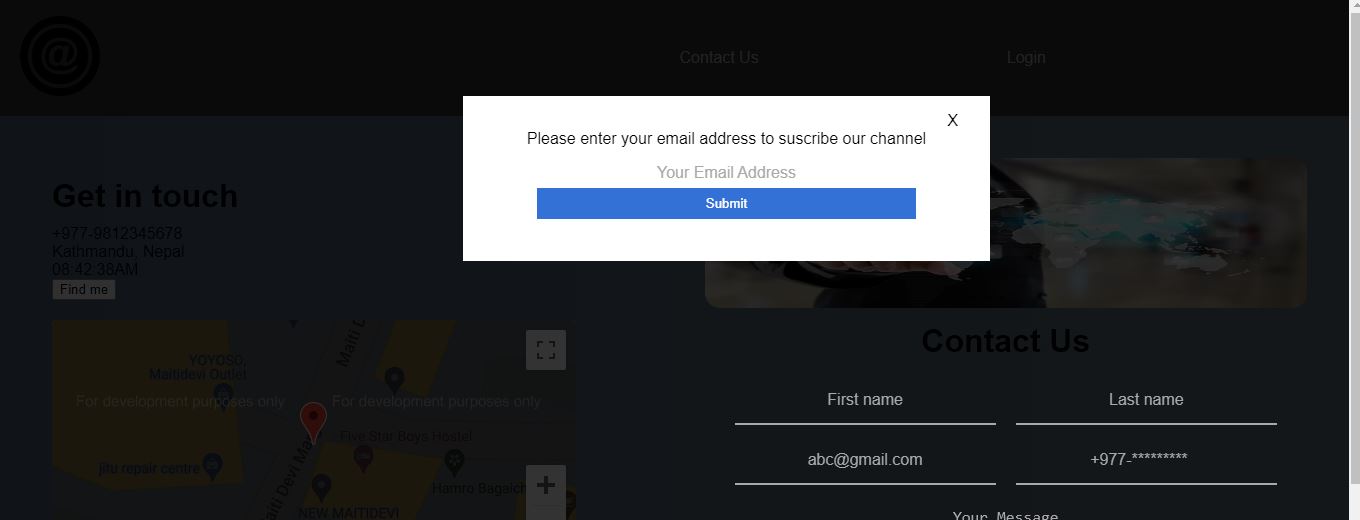 @
Contact Us
Login
X
Please enter your email address to suscribe our channel
Your Email Address
Submit
Get in touch
+977-9812345678
Kathmandu, Nepal
08:42:38AM
Find me
Maiti D
YOYOSO,
Maitidevi Outlet
For development purposes only
For development purposes only
Five Star Boys Hostel
jitu repair centre
Maiti Devi Mar
Hamro Bagaich
NEW MAITIDEVI
+
Contact Us
First name
Last name
abc@gmail.com
+977-*********
Your Message